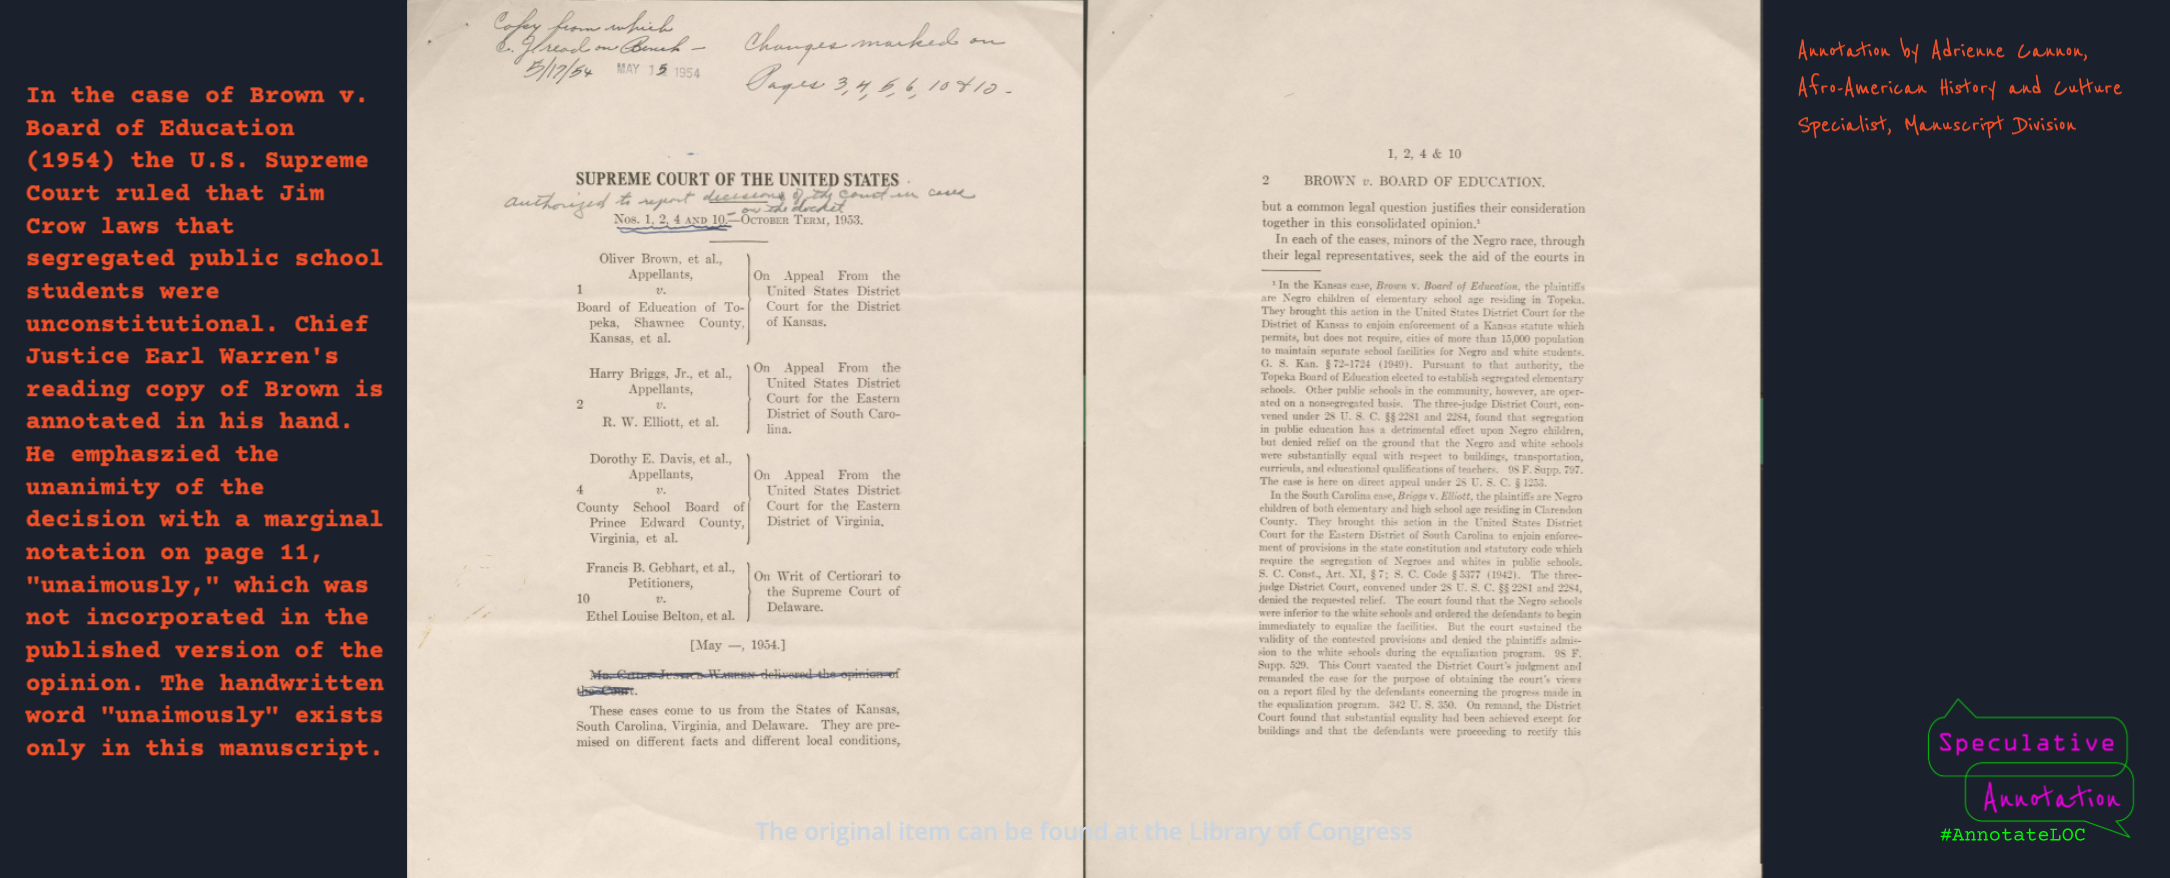 In the case of Brown v.
Board of Education
(1954) the U.S. Supreme
Court ruled that Jim
Crow laws that
segregated public school
students were
unconstitutional. Chief
Justice Earl Warren's
reading copy of Brown is
annotated in his hand.
He emphaszied the
unanimity of the
decision with a marginal
notation on page 11,
"unaimously," which was
not incorporated in the
published version of the
opinion. The handwritten
word "unaimously" exists
only in this manuscript.
Copy from which
C. J. read on Bench —
5/17/54 MAY 15 1954
Changes marked on
Pages 3, 4, 5, 6, 10 & 10 -
SUPREME COURT OF THE UNITED STATES
authorized to report decisions of the Court in cases
on the docket
Nos. 1, 2, 4 AND 10.—OCTOBER TERM, 1953.
Oliver Brown, et al.,
Appellants,
1 v.
Board of Education of To-
peka, Shawnee County,
Kansas, et al.
On Appeal From the
United States District
Court for the District
of Kansas.
Harry Briggs, Jr., et al.,
Appellants,
2 v.
R. W. Elliott, et al.
On Appeal From the
United States District
Court for the Eastern
District of South Caro-
lina.
Dorothy E. Davis, et al.,
Appellants,
4 v.
County School Board of
Prince Edward County,
Virginia, et al.
On Appeal From the
United States District
Court for the Eastern
District of Virginia.
Francis B. Gebhart, et al.,
Petitioners,
10 v.
Ethel Louise Belton, et al.
On Writ of Certiorari to
the Supreme Court of
Delaware.
[May —, 1954.]
MR. CHIEF JUSTICE WARREN delivered the opinion of
the Court.
These cases come to us from the States of Kansas,
South Carolina, Virginia, and Delaware. They are pre-
mised on different facts and different local conditions,
1, 2, 4 & 10
2 BROWN v. BOARD OF EDUCATION.
but a common legal question justifies their consideration
together in this consolidated opinion.¹
In each of the cases, minors of the Negro race, through
their legal representatives, seek the aid of the courts in
¹ In the Kansas case, Brown v. Board of Education, the plaintiffs
are Negro children of elementary school age residing in Topeka.
They brought this action in the United States District Court for the
District of Kansas to enjoin enforcement of a Kansas statute which
permits, but does not require, cities of more than 15,000 population
to maintain separate school facilities for Negro and white students.
G. S. Kan. § 72–1724 (1949). Pursuant to that authority, the
Topeka Board of Education elected to establish segregated elementary
schools. Other public schools in the community, however, are oper-
ated on a nonsegregated basis. The three-judge District Court, con-
vened under 28 U. S. C. §§ 2281 and 2284, found that segregation
in public education has a detrimental effect upon Negro children,
but denied relief on the ground that the Negro and white schools
were substantially equal with respect to buildings, transportation,
curricula, and educational qualifications of teachers. 98 F. Supp. 797.
The case is here on direct appeal under 28 U. S. C. § 1253.
In the South Carolina case, Briggs v. Elliott, the plaintiffs are Negro
children of both elementary and high school age residing in Clarendon
County. They brought this action in the United States District
Court for the Eastern District of South Carolina to enjoin enforce-
ment of provisions in the state constitution and statutory code which
require the segregation of Negroes and whites in public schools.
S. C. Const., Art. XI, § 7; S. C. Code § 5377 (1942). The three-
judge District Court, convened under 28 U. S. C. §§ 2281 and 2284,
denied the requested relief. The court found that the Negro schools
were inferior to the white schools and ordered the defendants to begin
immediately to equalize the facilities. But the court sustained the
validity of the contested provisions and denied the plaintiffs admis-
sion to the white schools during the equalization program. 98 F.
Supp. 529. This Court vacated the District Court's judgment and
remanded the case for the purpose of obtaining the court's views
on a report filed by the defendants concerning the progress made in
the equalization program. 342 U. S. 350. On remand, the District
Court found that substantial equality had been achieved except for
buildings and that the defendants were proceeding to rectify this
The original item can be found at the Library of Congress
Annotation by Adrienne Cannon,
Afro-American History and Culture
Specialist, Manuscript Division
Speculative
Annotation
#AnnotateLOC